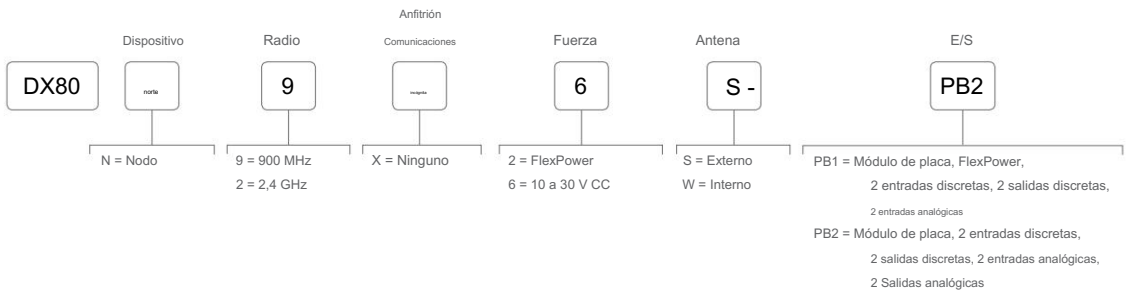 Anfitrión
Dispositivo Radio Comunicaciones Fuerza Antena E/S
DX80 norte 9 incógnita 6 S - PB2
N = Nodo 9 = 900 MHz X = Ninguno 2 = FlexPower S = Externo PB1 = Módulo de placa, FlexPower,
2 = 2,4 GHz 6 = 10 a 30 V CC W = Interno 2 entradas discretas, 2 salidas discretas,
2 entradas analógicas
PB2 = Módulo de placa, 2 entradas discretas,
2 salidas discretas, 2 entradas analógicas,
2 Salidas analógicas